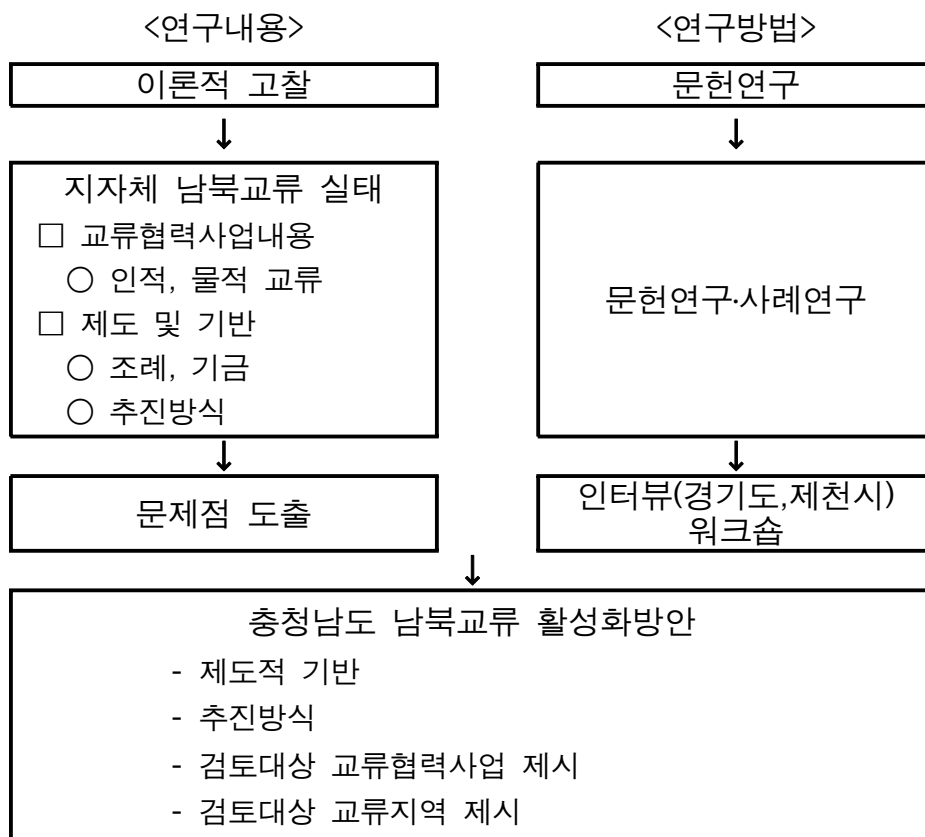 <연구내용>
<연구방법>
이론적 고찰
문헌연구
↓
↓
지자체 남북교류 실태
□ 교류협력사업내용
○ 인적, 물적 교류
□ 제도 및 기반
○ 조례, 기금
○ 추진방식
문헌연구·사례연구
↓
↓
문제점 도출
인터뷰(경기도,제천시)
워크숍
↓
충청남도 남북교류 활성화방안
- 제도적 기반
- 추진방식
- 검토대상 교류협력사업 제시
- 검토대상 교류지역 제시